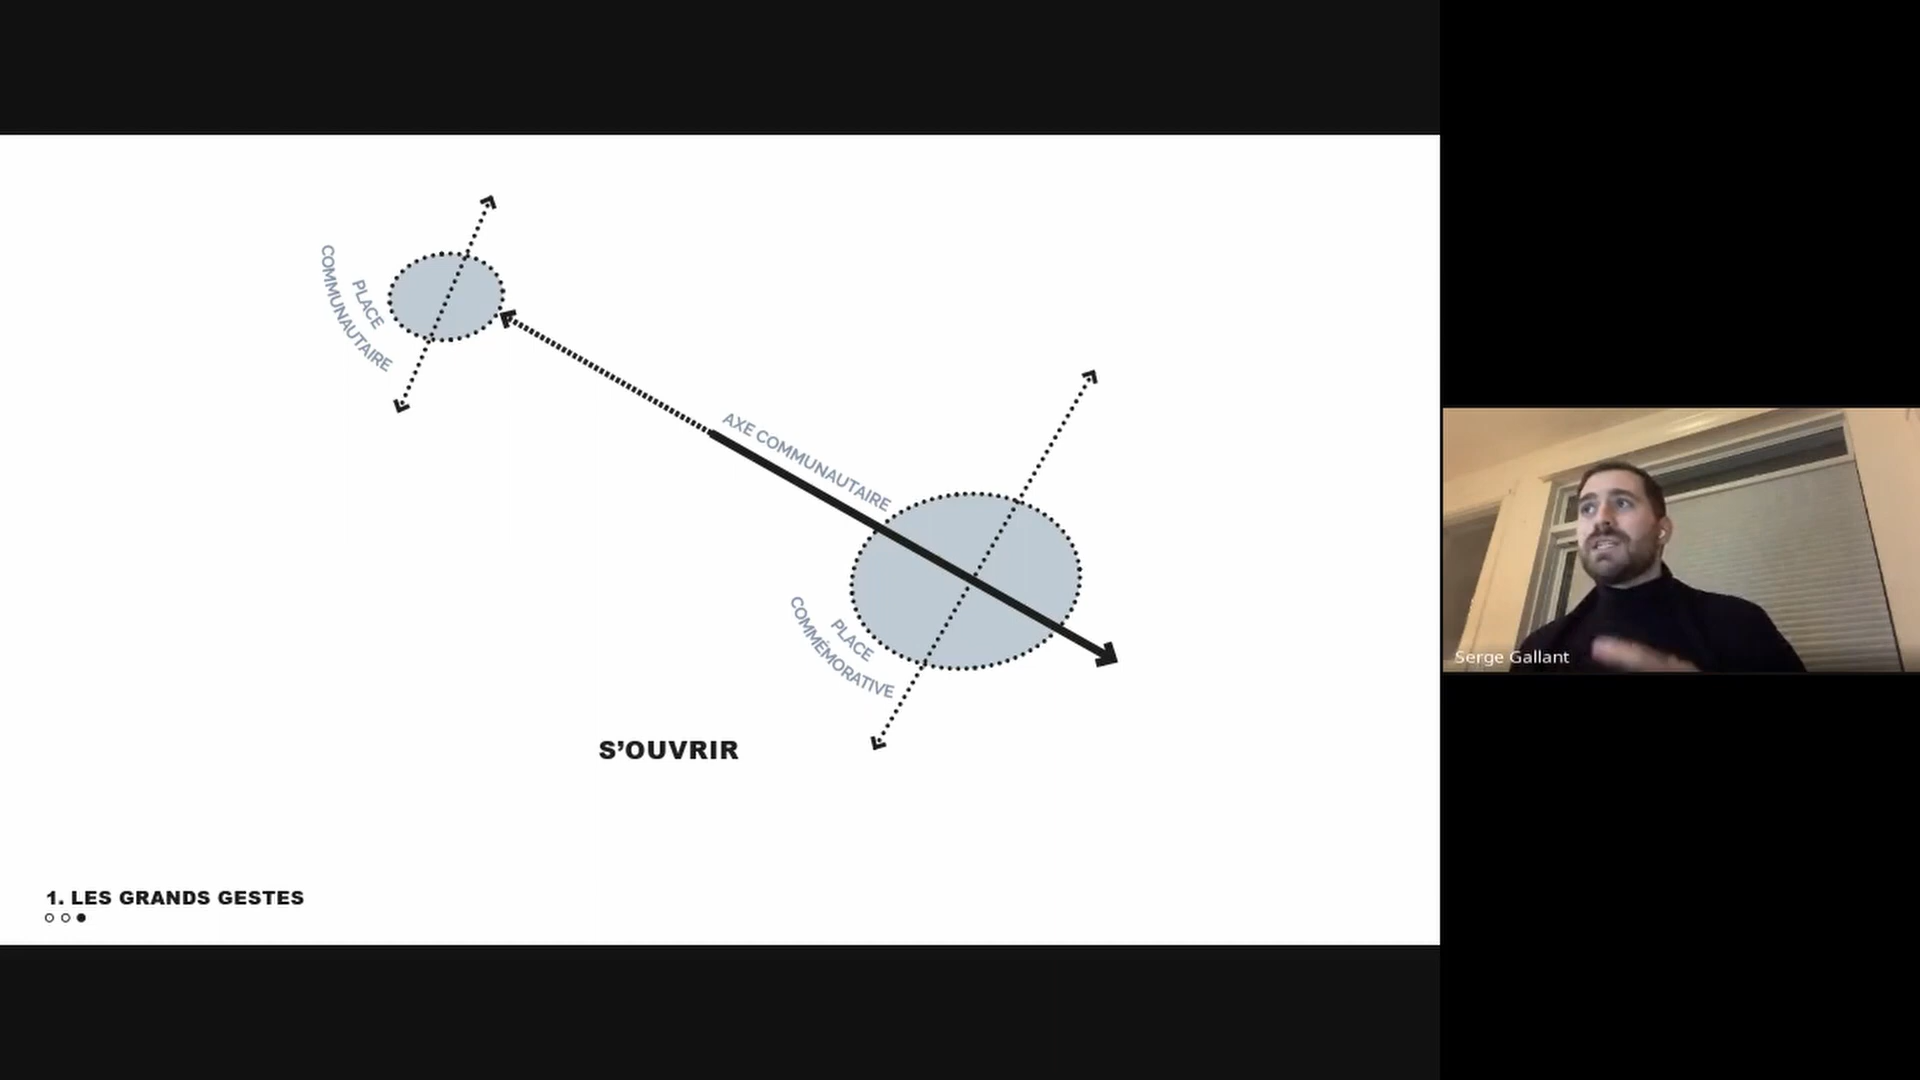 PLACE
COMMUNAUTAIRE
AXE COMMUNAUTAIRE
PLACE
COMMÉMORATIVE
S’OUVRIR
1. LES GRANDS GESTES
Serge Gallant